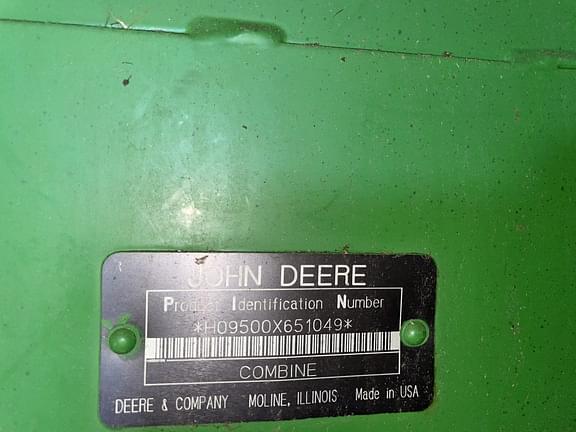 JOHN DEERE
Product Identification Number
*H09500X651049*
COMBINE
DEERE & COMPANY MOLINE, ILLINOIS Made in USA